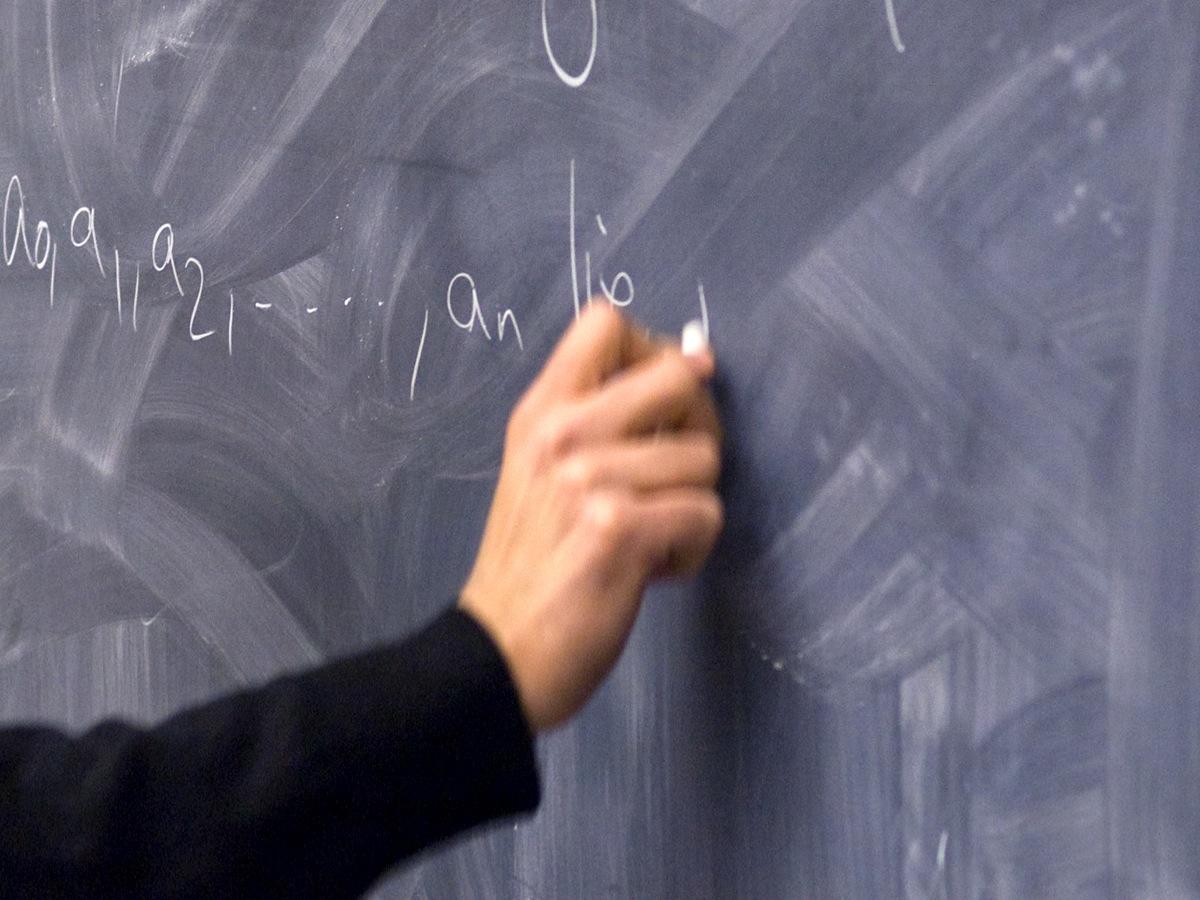 a₀, a₁, a₂, ....., aₙ lie